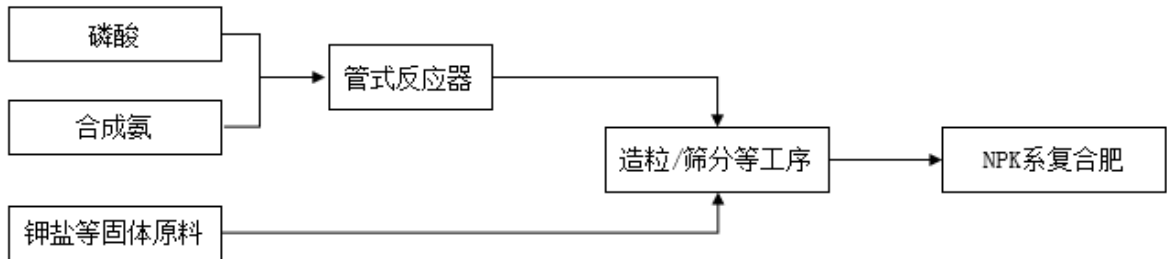 磷酸
合成氨
管式反应器
造粒/筛分等工序
NPK系复合肥
钾盐等固体原料